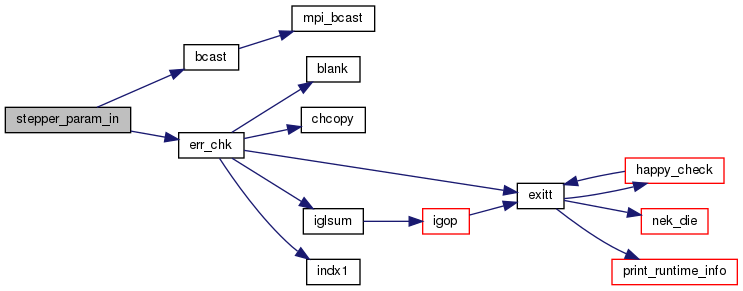 mpi_bcast
bcast
blank
stepper_param_in
chcopy
err_chk
happy_check
exitt
iglsum
igop
nek_die
indx1
print_runtime_info